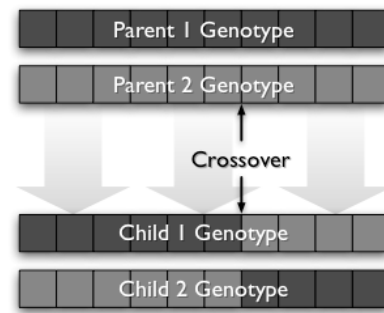 Parent 1 Genotype
Parent 2 Genotype
Crossover
Child 1 Genotype
Child 2 Genotype